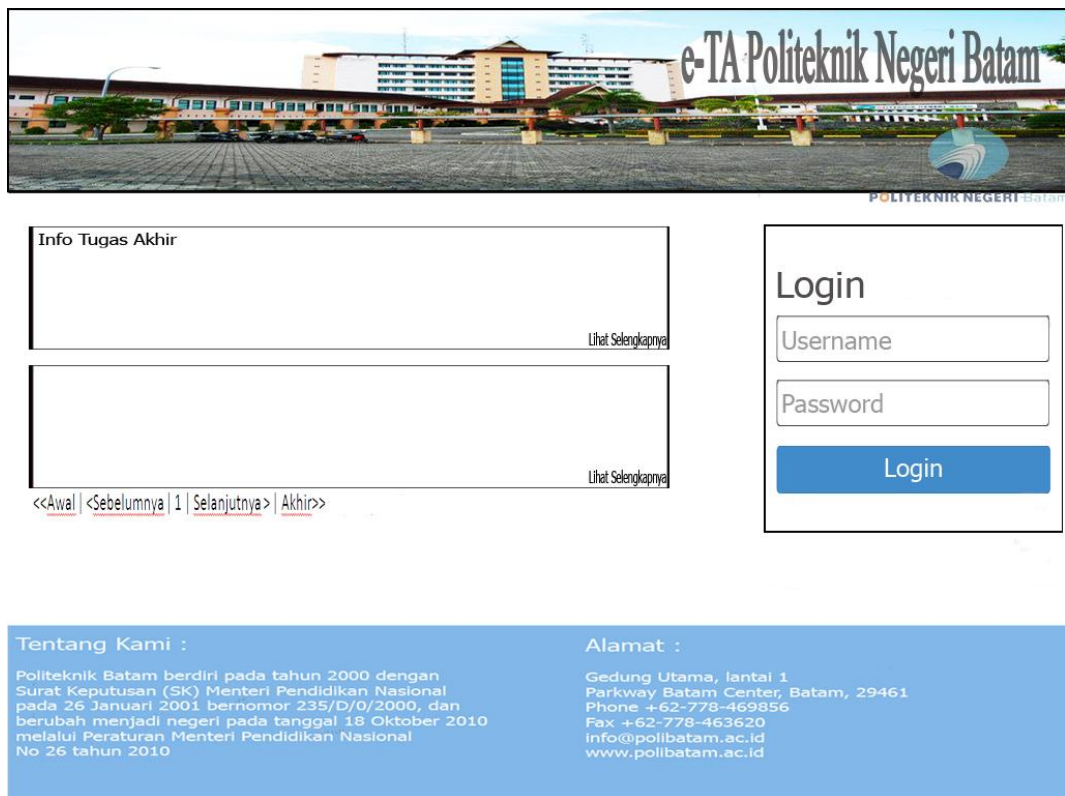 e-TA Politeknik Negeri Batam
POLITEKNIK NEGERI Batam
Info Tugas Akhir
Lihat Selengkapnya
Lihat Selengkapnya
<<Awal | <Sebelumnya | 1 | Selanjutnya> | Akhir>>
Login
Username
Password
Login
Tentang Kami :
Politeknik Batam berdiri pada tahun 2000 dengan
Surat Keputusan (SK) Menteri Pendidikan Nasional
pada 26 Januari 2001 bernomor 235/D/0/2000, dan
berubah menjadi negeri pada tanggal 18 Oktober 2010
melalui Peraturan Menteri Pendidikan Nasional
No 26 tahun 2010
Alamat :
Gedung Utama, lantai 1
Parkway Batam Center, Batam, 29461
Phone +62-778-469856
Fax +62-778-463620
info@polibatam.ac.id
www.polibatam.ac.id